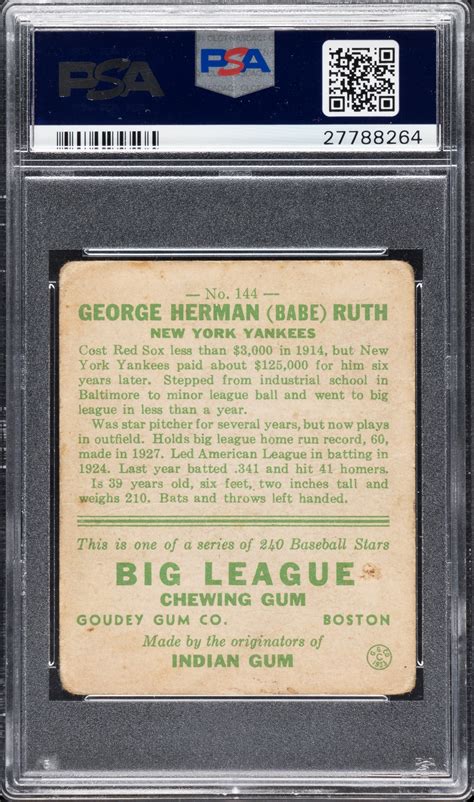 PSA
PSA
27788264
— No. 144 —
GEORGE HERMAN (BABE) RUTH
NEW YORK YANKEES
Cost Red Sox less than $3,000 in 1914, but New
York Yankees paid about $125,000 for him six
years later. Stepped from industrial school in
Baltimore to minor league ball and went to
big league in less than a year.
Was star pitcher for several years, but now plays
in outfield. Holds big league home run record, 60,
made in 1927. Led American League in batting in
1924. Last year batted .341 and hit 41 homers.
Is 39 years old, six feet, two inches tall and
weighs 210. Bats and throws left handed.
This is one of a series of 240 Baseball Stars
BIG LEAGUE
CHEWING GUM
GOUDEY GUM CO. BOSTON
Made by the originators of
INDIAN GUM